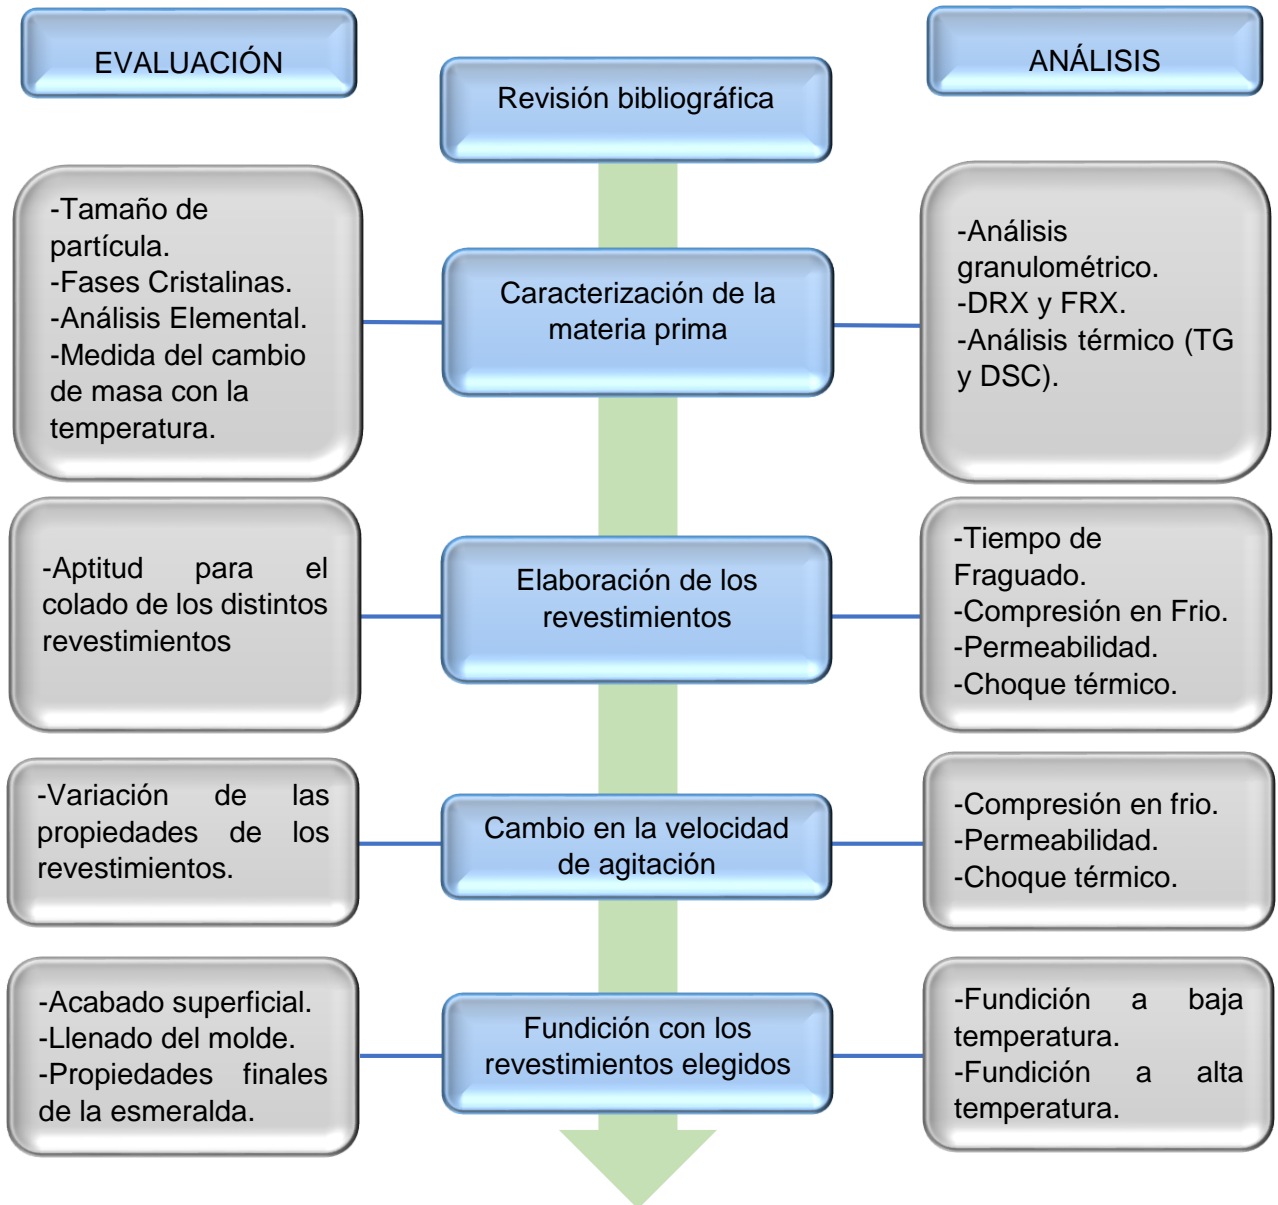 EVALUACIÓN
Revisión bibliográfica
ANÁLISIS
-Tamaño de
partícula.
-Fases Cristalinas.
-Análisis Elemental.
-Medida del cambio
de masa con la
temperatura.
Caracterización de la
materia prima
-Análisis
granulométrico.
-DRX y FRX.
-Análisis térmico (TG
y DSC).
-Aptitud para el
colado de los distintos
revestimientos
Elaboración de los
revestimientos
-Tiempo de
Fraguado.
-Compresión en Frio.
-Permeabilidad.
-Choque térmico.
-Variación de las
propiedades de los
revestimientos.
Cambio en la velocidad
de agitación
-Compresión en frio.
-Permeabilidad.
-Choque térmico.
-Acabado superficial.
-Llenado del molde.
-Propiedades finales
de la esmeralda.
Fundición con los
revestimientos elegidos
-Fundición a baja
temperatura.
-Fundición a alta
temperatura.